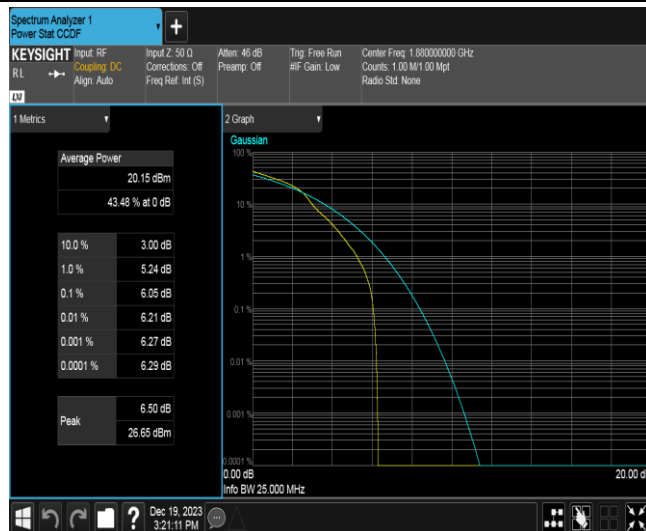 Spectrum Analyzer 1
Power Stat CCDF
+
KEYSIGHT
RL
Input: RF
Coupling: DC
Align: Auto
Input Z: 50 Ω
Corrections: Off
Freq Ref: Int (S)
Atten: 46 dB
Preamp: Off
Trig: Free Run
#IF Gain: Low
Center Freq: 1.880000000 GHz
Counts: 1.00 M/1.00 Mpt
Radio Std: None
1 Metrics
Average Power
20.15 dBm
43.48 % at 0 dB
10.0 % 3.00 dB
1.0 % 5.24 dB
0.1 % 6.05 dB
0.01 % 6.21 dB
0.001 % 6.27 dB
0.0001 % 6.29 dB
Peak
6.50 dB
26.65 dBm
2 Graph
Gaussian
100 %
10 %
1 %
0.1 %
0.01 %
0.001 %
0.0001 %
0.00 dB
20.00 d
Info BW 25.000 MHz
?
Dec 19, 2023
3:21:11 PM